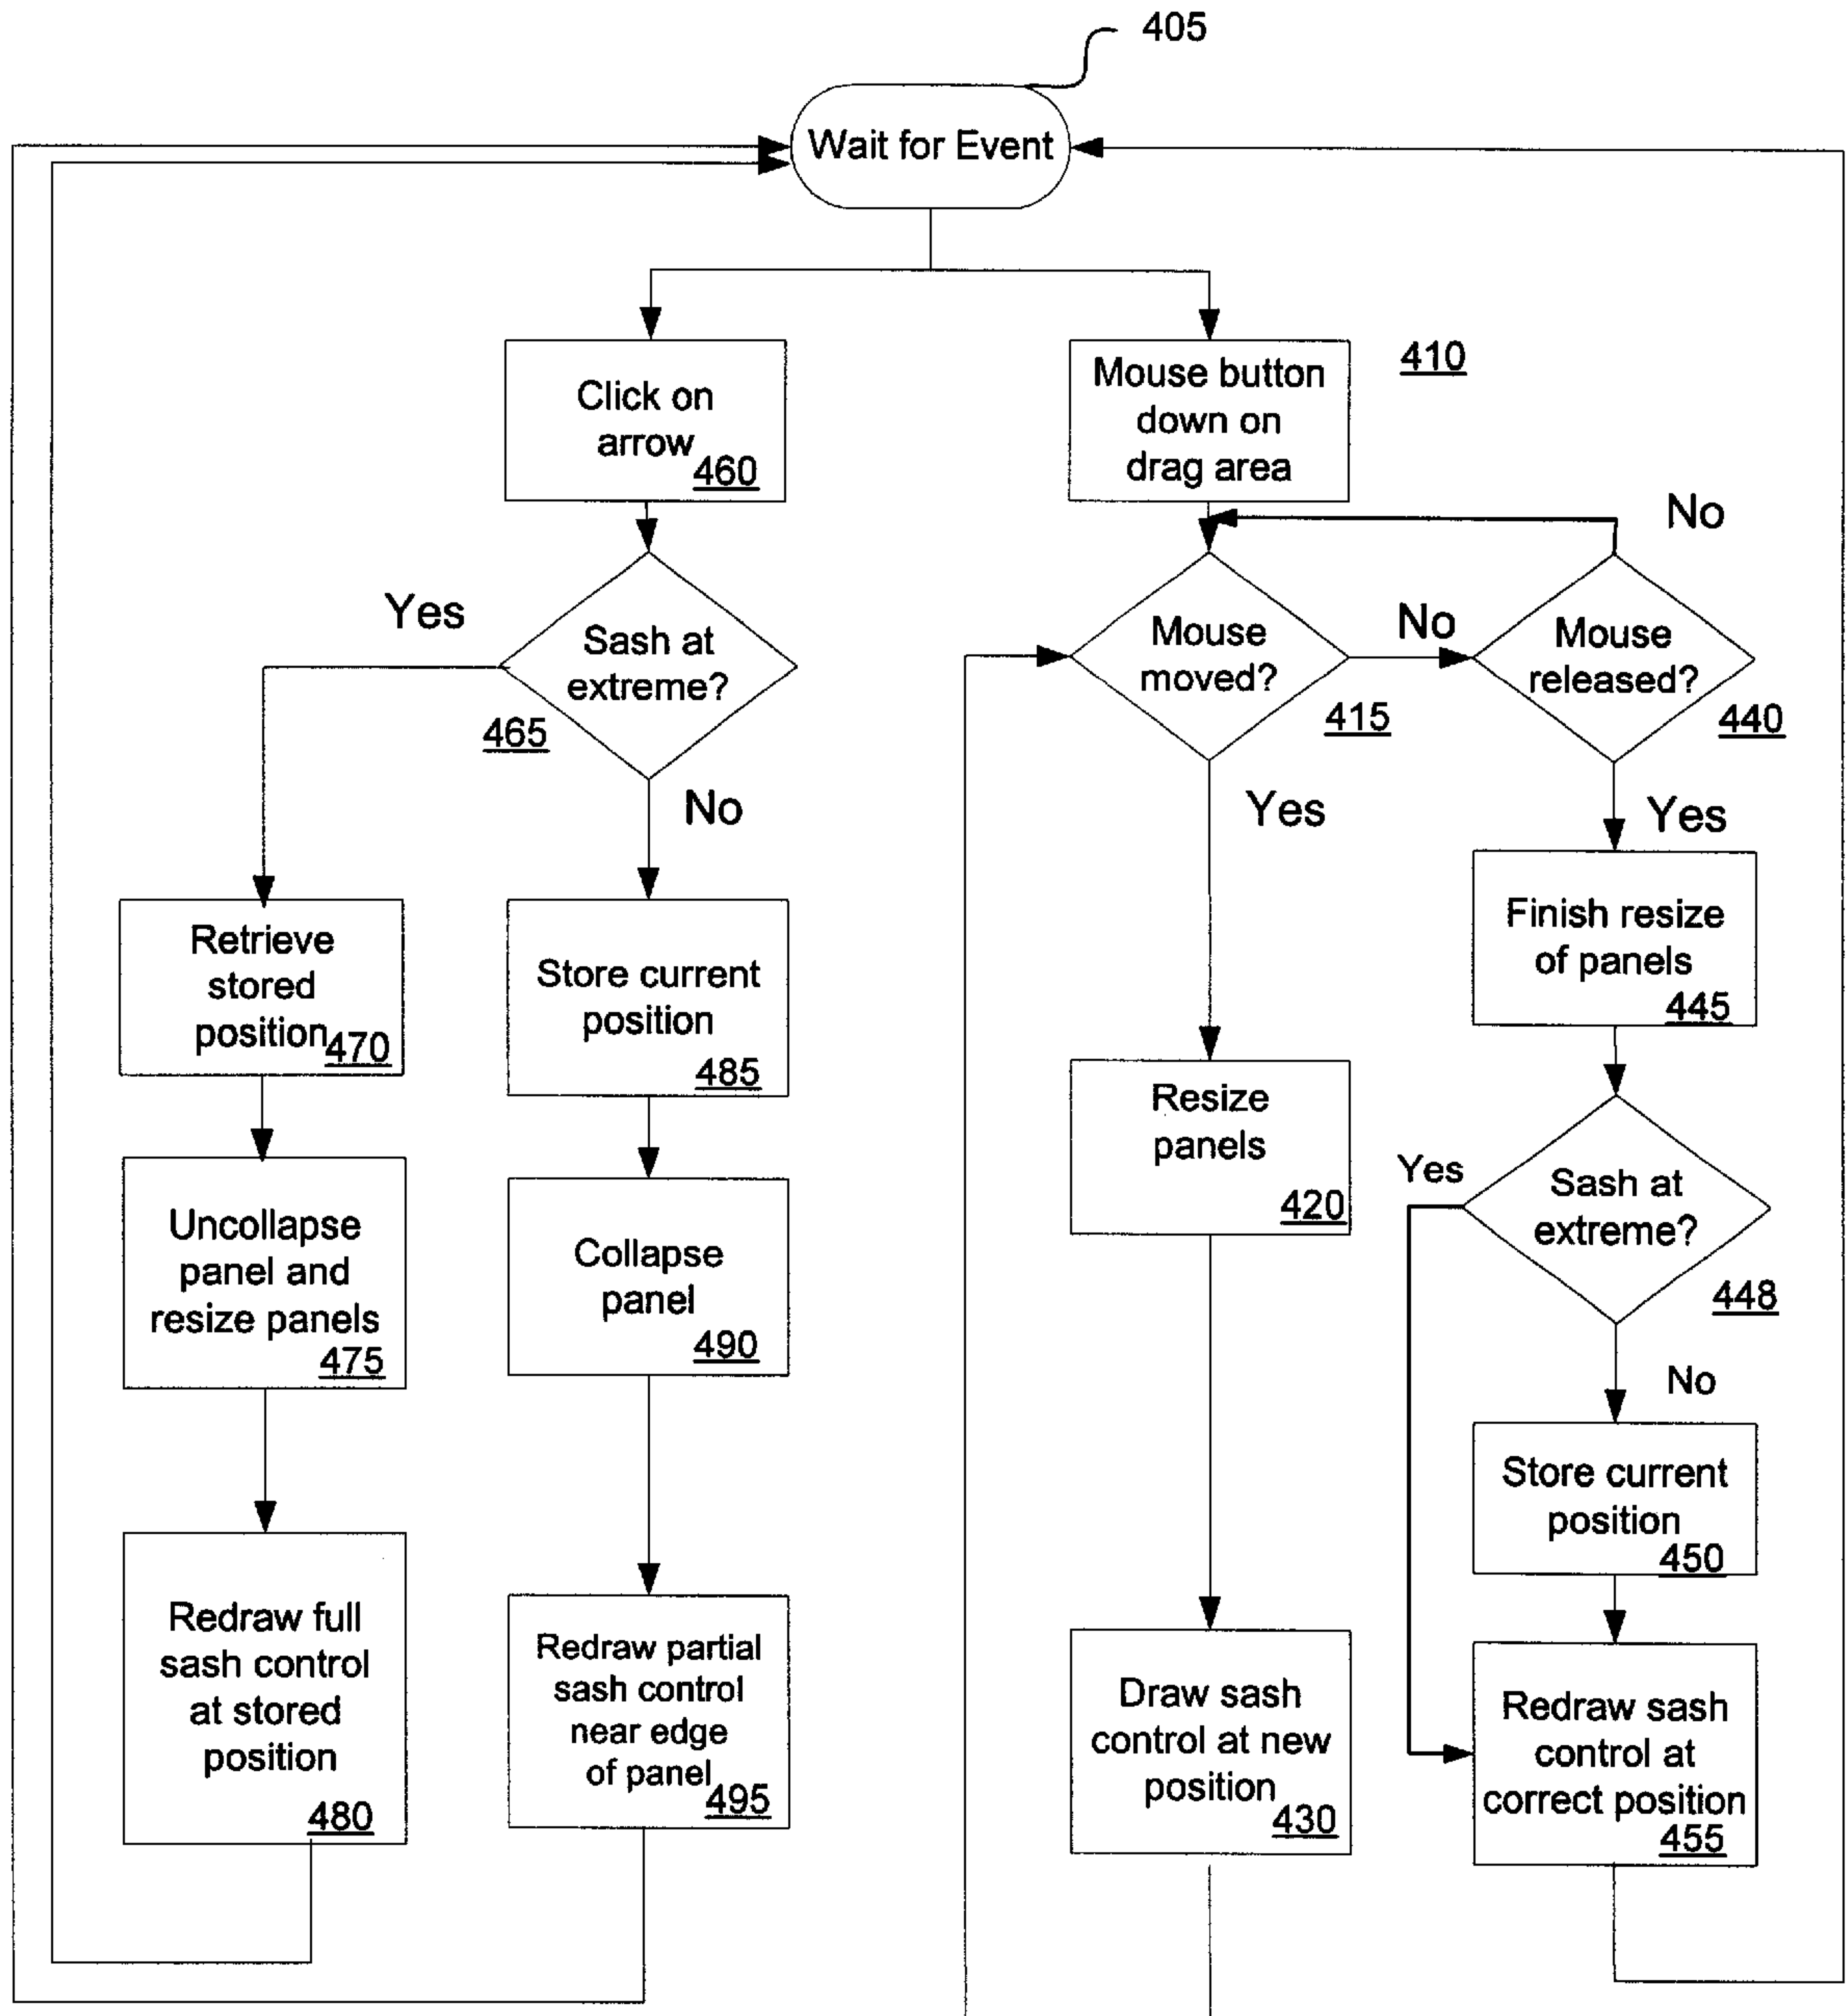 405
Wait for Event
Click on
arrow
460
Mouse button
down on
drag area
410
No
Yes
Sash at
extreme?
465
No
Mouse
moved?
415
No
Mouse
released?
440
Yes
Yes
Retrieve
stored
position
470
Store current
position
485
Resize
panels
420
Finish resize
of panels
445
Uncollapse
panel and
resize panels
475
Collapse
panel
490
Yes
Sash at
extreme?
448
No
Store current
position
450
Redraw full
sash control
at stored
position
480
Redraw partial
sash control
near edge
of panel
495
Draw sash
control at new
position
430
Redraw sash
control at
correct position
455